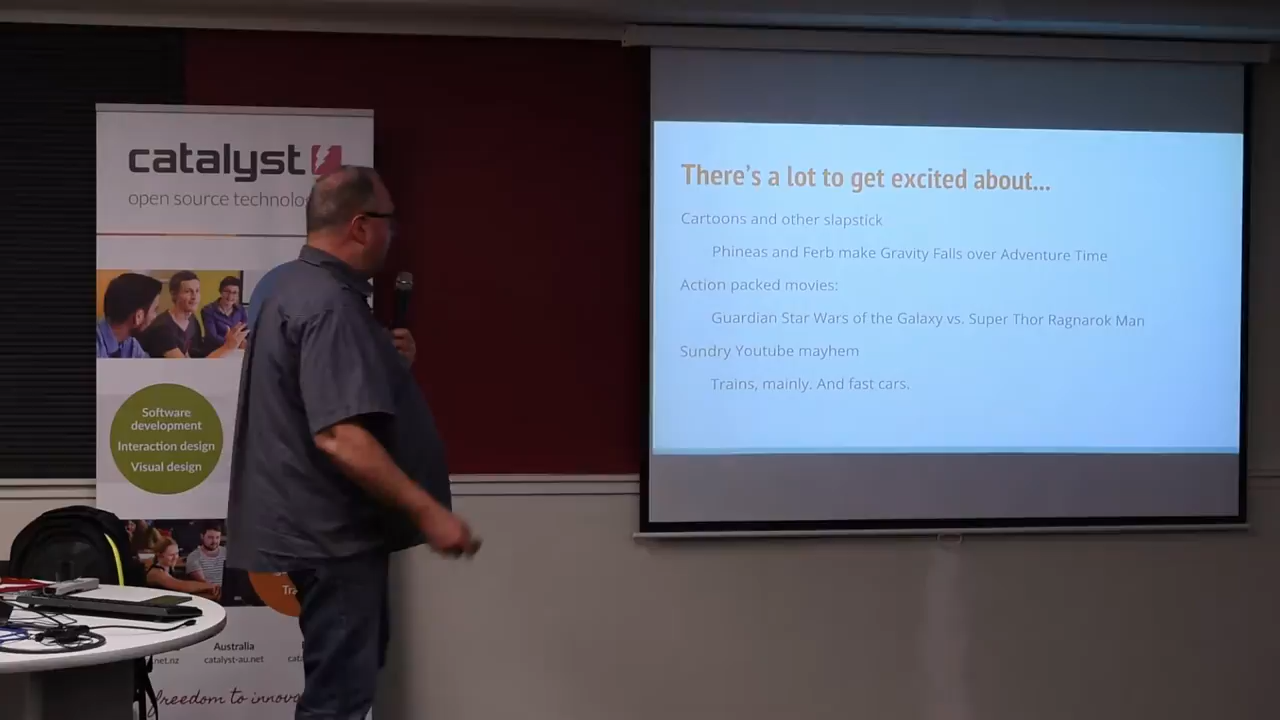 catalyst
open source
Software
development
Interaction design
Visual design
Australia
.net.nz
catalyst-au.net
freedom to
There's a lot to get excited about...
Cartoons and other slapstick
Phineas and Ferb make Gravity Falls over Adventure Time
Action packed movies:
Guardian Star Wars of the Galaxy vs. Super Thor Ragnarok Man
Sundry Youtube mayhem
Trains, mainly. And fast cars.